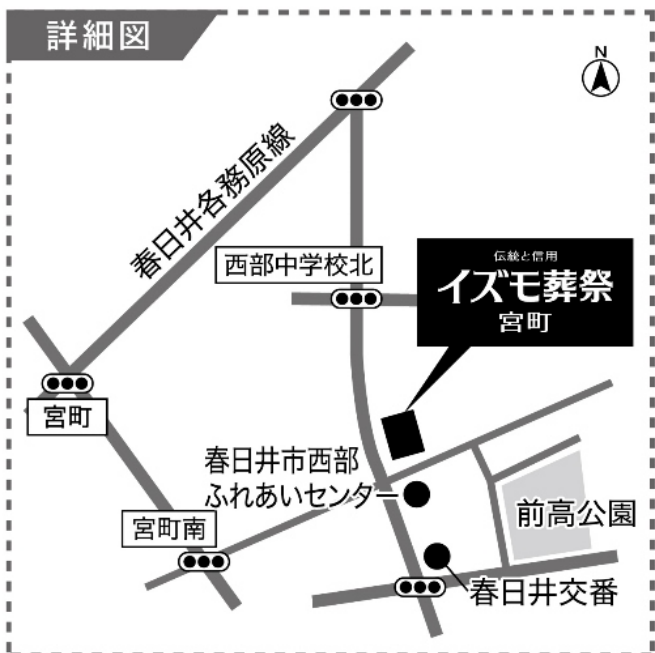 詳細図
N
春日井各務原線
西部中学校北
伝統と信用
イズモ葬祭
宮町
宮町
春日井市西部
ふれあいセンター
宮町南
前高公園
春日井交番